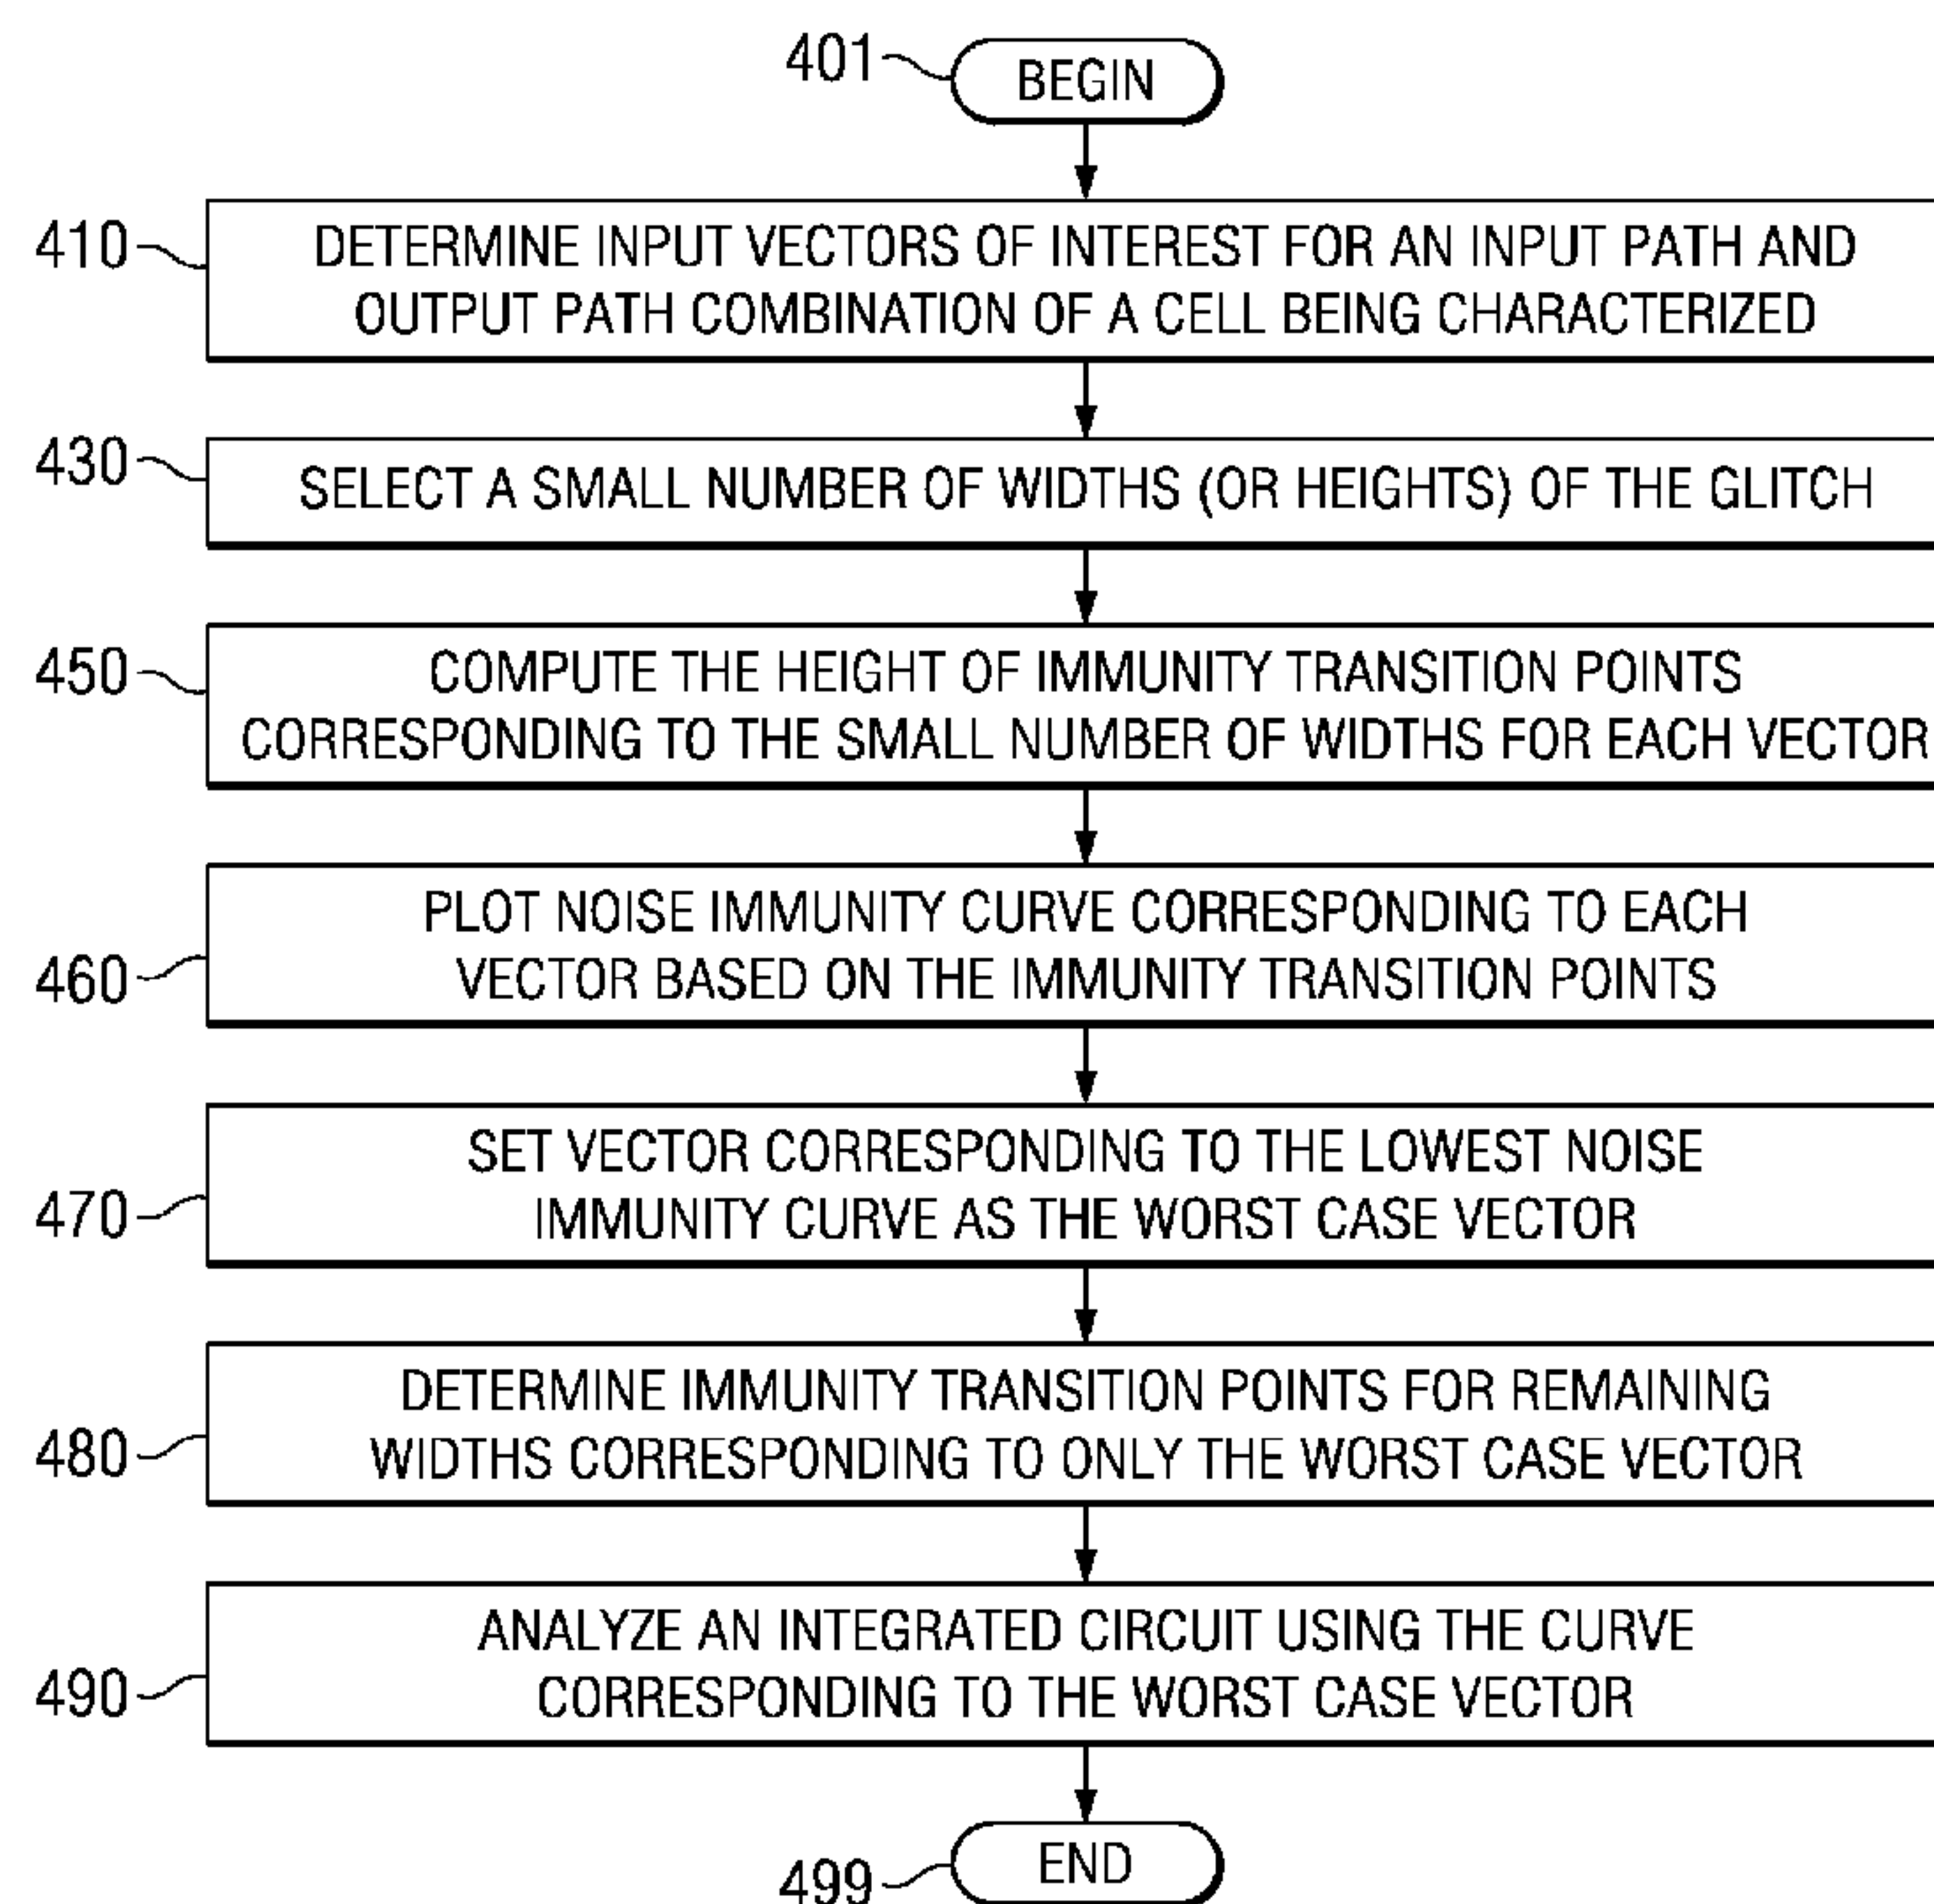 401
BEGIN
410
DETERMINE INPUT VECTORS OF INTEREST FOR AN INPUT PATH AND
OUTPUT PATH COMBINATION OF A CELL BEING CHARACTERIZED
430
SELECT A SMALL NUMBER OF WIDTHS (OR HEIGHTS) OF THE GLITCH
450
COMPUTE THE HEIGHT OF IMMUNITY TRANSITION POINTS
CORRESPONDING TO THE SMALL NUMBER OF WIDTHS FOR EACH VECTOR
460
PLOT NOISE IMMUNITY CURVE CORRESPONDING TO EACH
VECTOR BASED ON THE IMMUNITY TRANSITION POINTS
470
SET VECTOR CORRESPONDING TO THE LOWEST NOISE
IMMUNITY CURVE AS THE WORST CASE VECTOR
480
DETERMINE IMMUNITY TRANSITION POINTS FOR REMAINING
WIDTHS CORRESPONDING TO ONLY THE WORST CASE VECTOR
490
ANALYZE AN INTEGRATED CIRCUIT USING THE CURVE
CORRESPONDING TO THE WORST CASE VECTOR
499
END